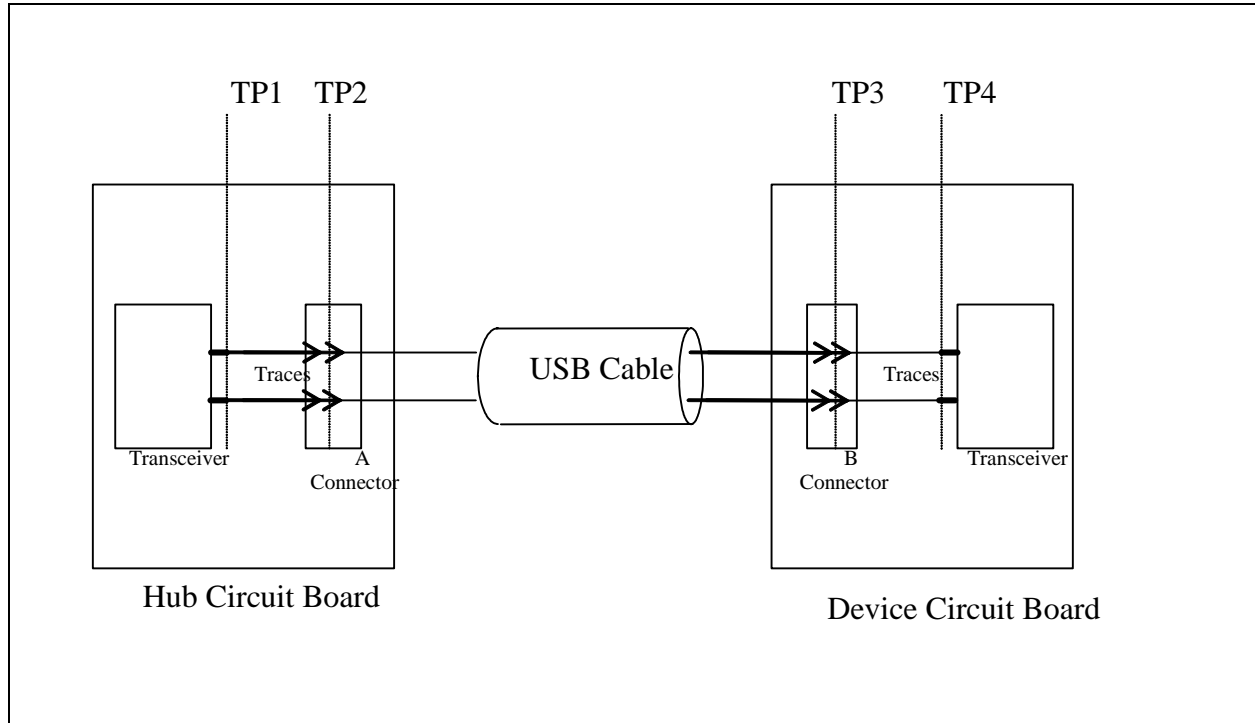 TP1 TP2 TP3 TP4
USB Cable
Traces
Traces
Transceiver
A
Connector
B
Connector
Transceiver
Hub Circuit Board
Device Circuit Board